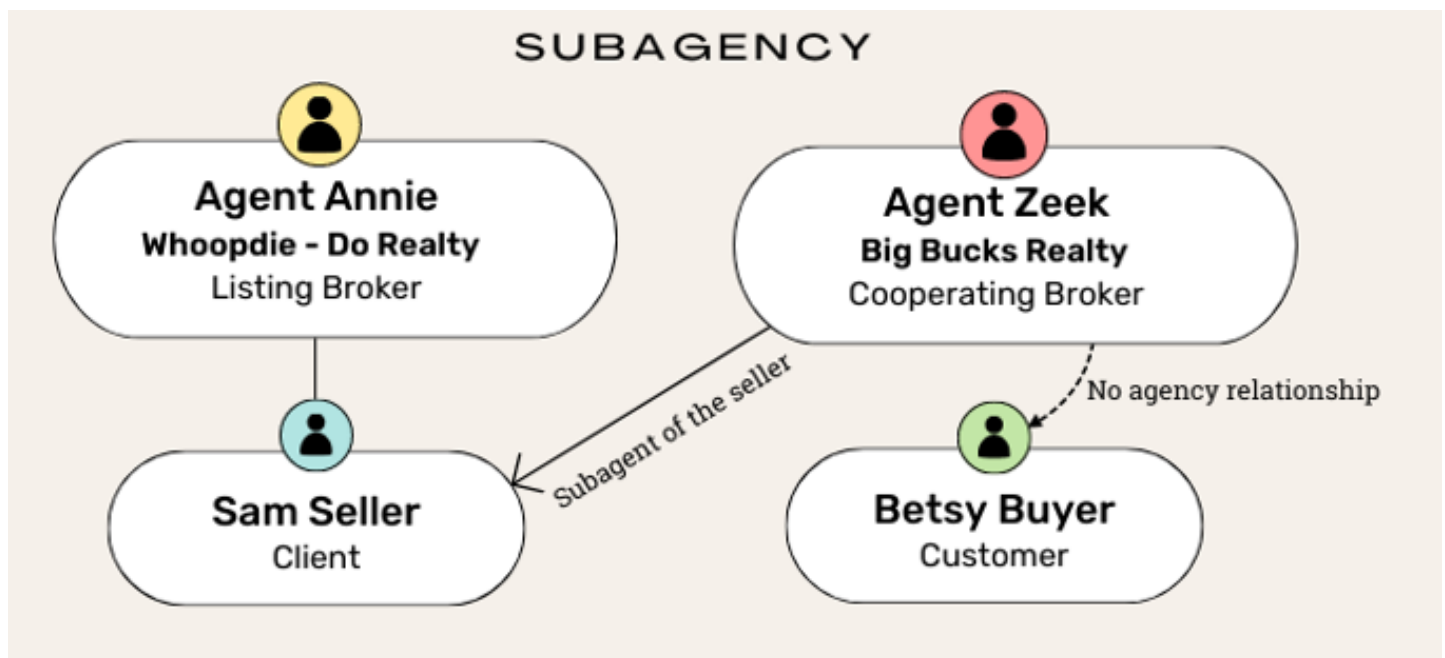 SUBAGENCY
Agent Annie
Whoopdie - Do Realty
Listing Broker
Agent Zeek
Big Bucks Realty
Cooperating Broker
Subagent of the seller
No agency relationship
Sam Seller
Client
Betsy Buyer
Customer